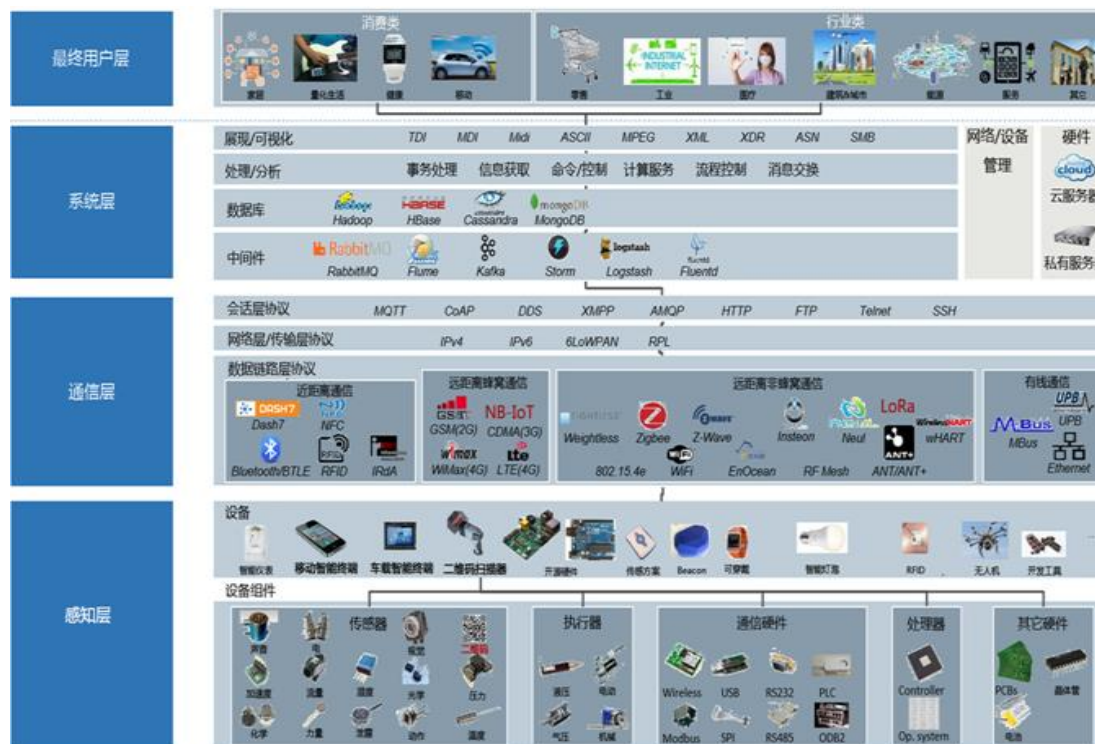 最终用户层
消费类
行业类
家居 量化生活 健康 移动
零售 工业 医疗 建筑&城市 能源 服务 其它
INDUSTRIAL
INTERNET
系统层
展现/可视化 TDI MDI Midi ASCII MPEG XML XDR ASN SMB
处理/分析 事务处理 信息获取 命令/控制 计算服务 流程控制 消息交换
数据库 Hadoop HBase Cassandra MongoDB
HBASE mongoDB
中间件 RabbitMQ Flume Kafka Storm Logstash Fluentd
RabbitMQ logstash fluentd
网络/设备
管理
硬件
cloud
云服务器
私有服务
通信层
会话层协议 MQTT CoAP DDS XMPP AMQP HTTP FTP Telnet SSH
网络层/传输层协议 IPv4 IPv6 6LoWPAN RPL
数据链路层协议
近距离通信
DASH7
Dash7 NFC
RFID
Bluetooth/BTLE RFID IRdA
远距离蜂窝通信
GSM NB-IoT
GSM(2G) CDMA(3G)
wimax lte
WiMax(4G) LTE(4G)
远距离非蜂窝通信
LoRa
WirelessHART
Weightless Zigbee Z-Wave Insteon Neul wHART
WiFi ANT+
802.15.4e WiFi EnOcean RF Mesh ANT/ANT+
有线通信
UPB
M-Bus UPB
MBus
Ethernet
感知层
设备
智能仪表 移动智能终端 车载智能终端 二维码扫描器 开源硬件 传感方案 Beacon 可穿戴 智能灯泡 RFID 无人机 开发工具
设备组件
传感器
声音 电 视觉 二维码
加速度 流量 湿度 光学 压力
化学 力量 泄露 动作 温度
执行器
液压 电动
气压 机械
通信硬件
Wireless USB RS232 PLC
Modbus SPI RS485 ODB2
处理器
Controller
Op. system
其它硬件
PCBs 晶体管
电池